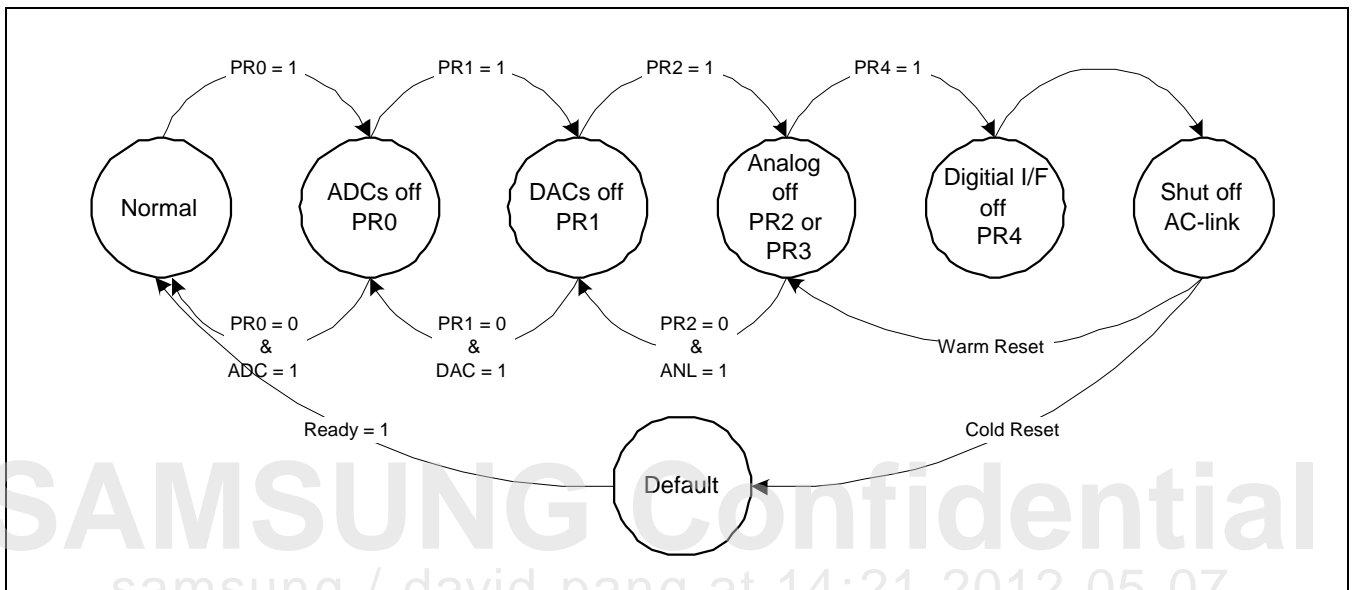 PR0 = 1
PR1 = 1
PR2 = 1
PR4 = 1
Normal
ADCs off
PR0
DACs off
PR1
Analog
off
PR2 or
PR3
Digitial I/F
off
PR4
Shut off
AC-link
PR0 = 0
&
ADC = 1
PR1 = 0
&
DAC = 1
PR2 = 0
&
ANL = 1
Warm Reset
Ready = 1
Cold Reset
Default
SAMSUNG Confidential
samsung / david.pang at 14:21,2012.05.07